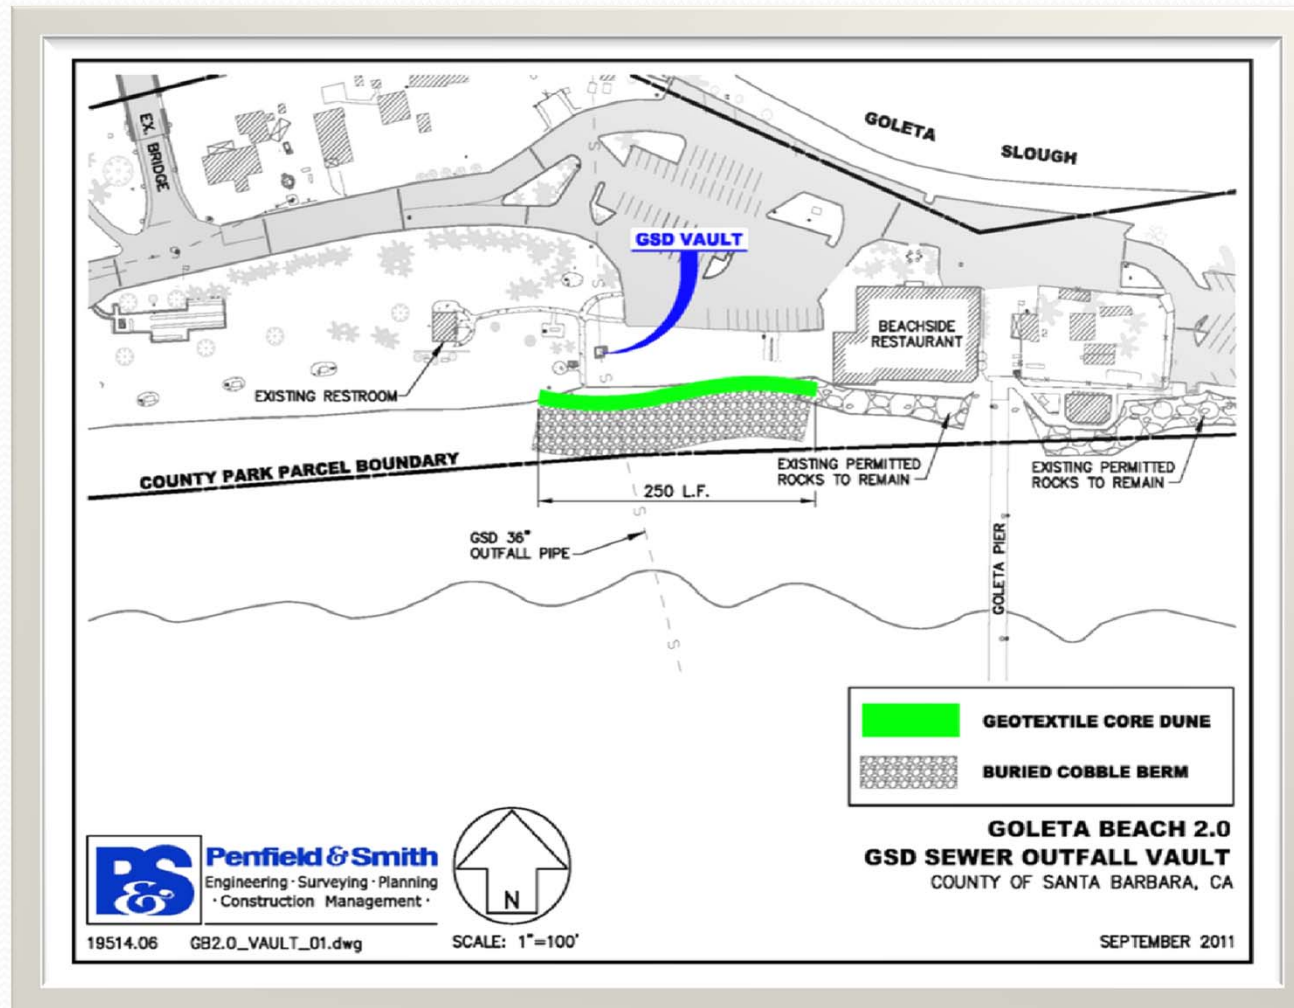 EX. BRIDGE
GOLETA
SLOUGH
GSD VAULT
BEACHSIDE
RESTAURANT
EXISTING RESTROOM
COUNTY PARK PARCEL BOUNDARY
EXISTING PERMITTED
ROCKS TO REMAIN
EXISTING PERMITTED
ROCKS TO REMAIN
250 L.F.
S
S
S
S
S
GSD 36"
OUTFALL PIPE
GOLETA PIER
GEOTEXTILE CORE DUNE
BURIED COBBLE BERM
GOLETA BEACH 2.0
GSD SEWER OUTFALL VAULT
COUNTY OF SANTA BARBARA, CA
P&S
Penfield & Smith
Engineering · Surveying · Planning
· Construction Management ·
N
19514.06 GB2.0_VAULT_01.dwg
SCALE: 1"=100'
SEPTEMBER 2011